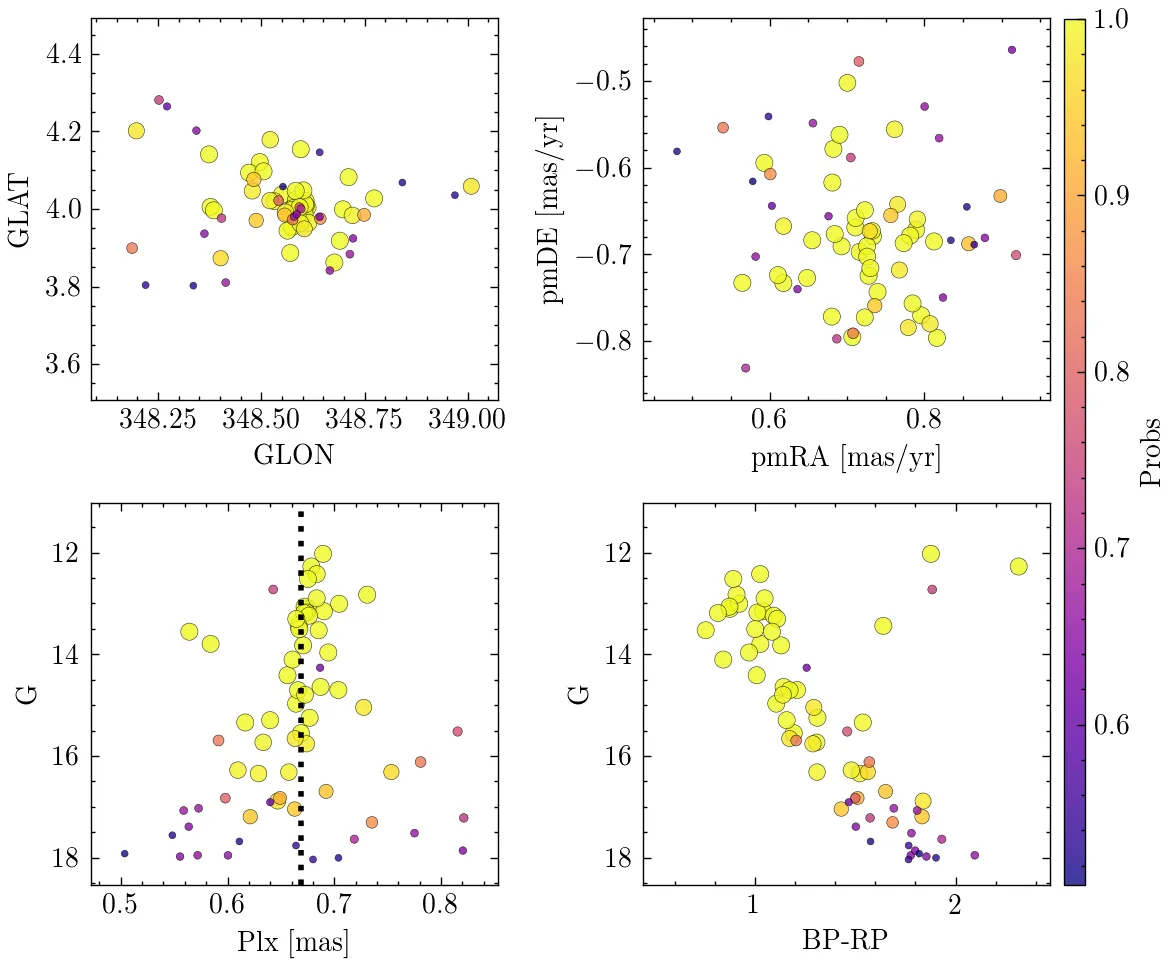 4.4
4.2
4.0
3.8
3.6
GLAT
348.25 348.50 348.75 349.00
GLON
−0.5
−0.6
−0.7
−0.8
pmDE [mas/yr]
0.6 0.8
pmRA [mas/yr]
1.0
0.9
0.8
0.7
0.6
Probs
12
14
16
18
G
0.5 0.6 0.7 0.8
Plx [mas]
12
14
16
18
G
1 2
BP-RP